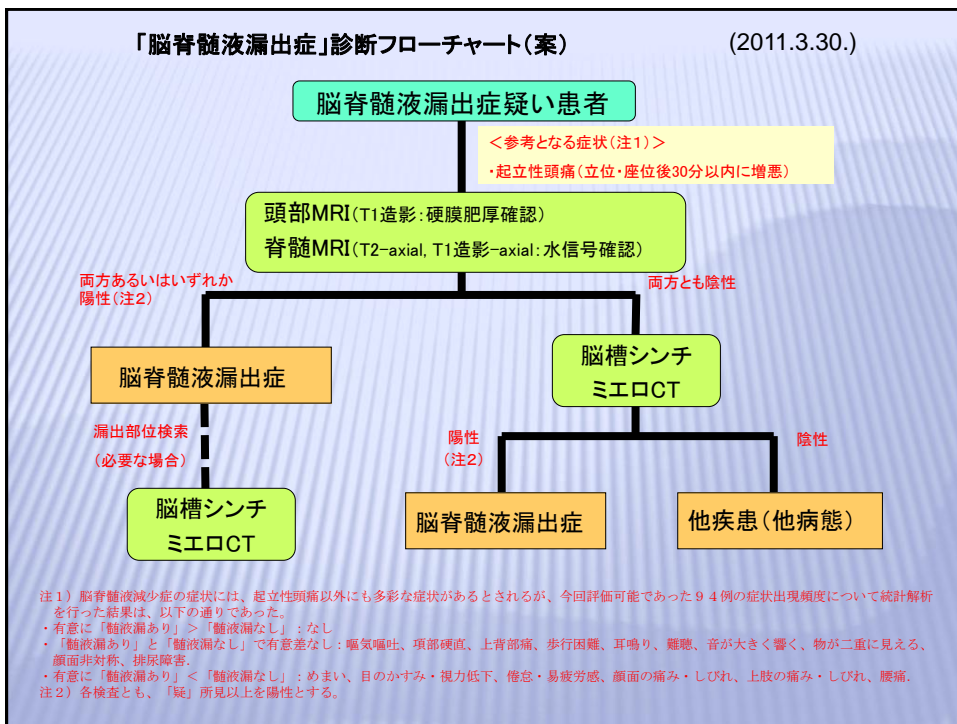 「脳脊髄液漏出症」診断フローチャート（案）
(2011.3.30.)
脳脊髄液漏出症疑い患者
＜参考となる症状（注１）＞
・起立性頭痛（立位・座位後30分以内に増悪）
頭部MRI（T1造影：硬膜肥厚確認）
脊髄MRI（T2-axial, T1造影-axial：水信号確認）
両方あるいはいずれか
陽性（注２）
両方とも陰性
脳脊髄液漏出症
脳槽シンチ
ミエロCT
漏出部位検索
（必要な場合）
陽性
（注２）
陰性
脳槽シンチ
ミエロCT
脳脊髄液漏出症
他疾患（他病態）
注１）脳脊髄液減少症の症状には、起立性頭痛以外にも多彩な症状があるとされるが、今回評価可能であった９４例の症状出現頻度について統計解析
を行った結果は、以下の通りであった。
・有意に「髄液漏あり」＞「髄液漏なし」：なし
・「髄液漏あり」と「髄液漏なし」で有意差なし：嘔気嘔吐、項部硬直、上背部痛、歩行困難、耳鳴り、難聴、音が大きく響く、物が二重に見える、
顔面非対称、排尿障害.
・有意に「髄液漏あり」＜「髄液漏なし」：めまい、目のかすみ・視力低下、倦怠・易疲労感、顔面の痛み・しびれ、上肢の痛み・しびれ、腰痛.
注２）各検査とも、「疑」所見以上を陽性とする。